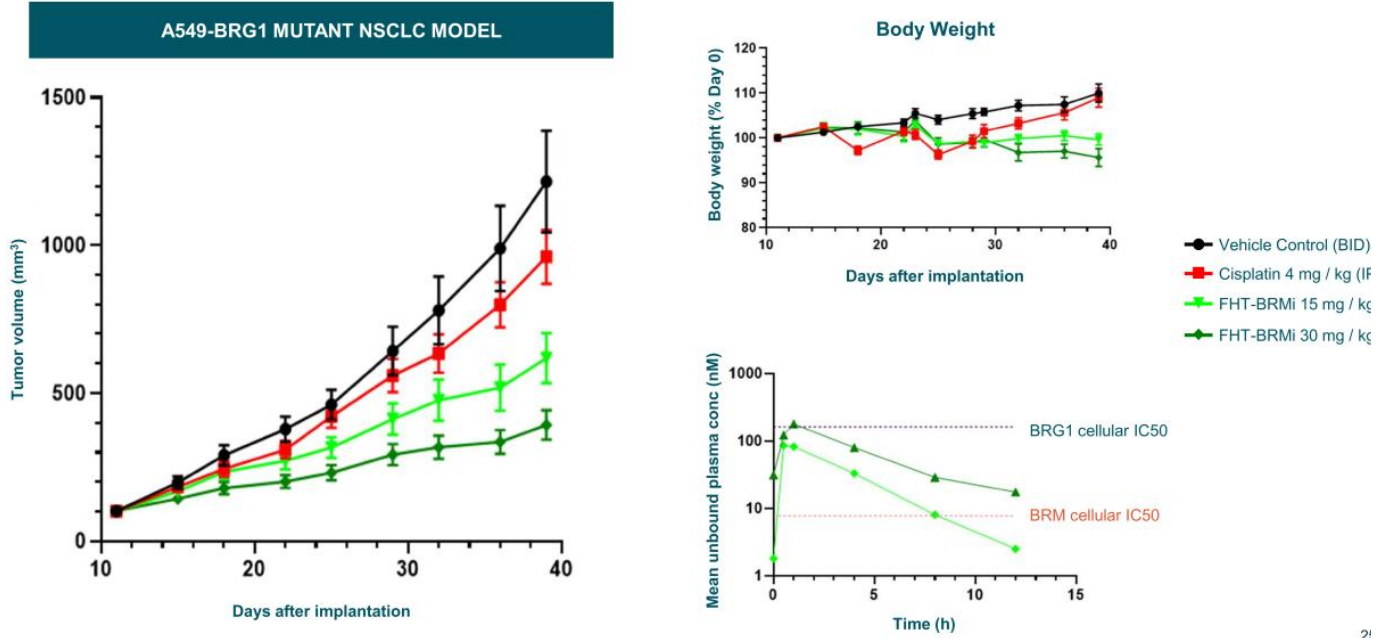 A549-BRG1 MUTANT NSCLC MODEL
Tumor volume (mm³)
1500
1000
500
0
10
20
30
40
Days after implantation
Body Weight
Body weight (% Day 0)
120
110
100
90
80
10
20
30
40
Days after implantation
Vehicle Control (BID)
Cisplatin 4 mg / kg (IP
FHT-BRMi 15 mg / kg
FHT-BRMi 30 mg / kg
Mean unbound plasma conc (nM)
1000
100
10
1
BRG1 cellular IC50
BRM cellular IC50
0
5
10
15
Time (h)